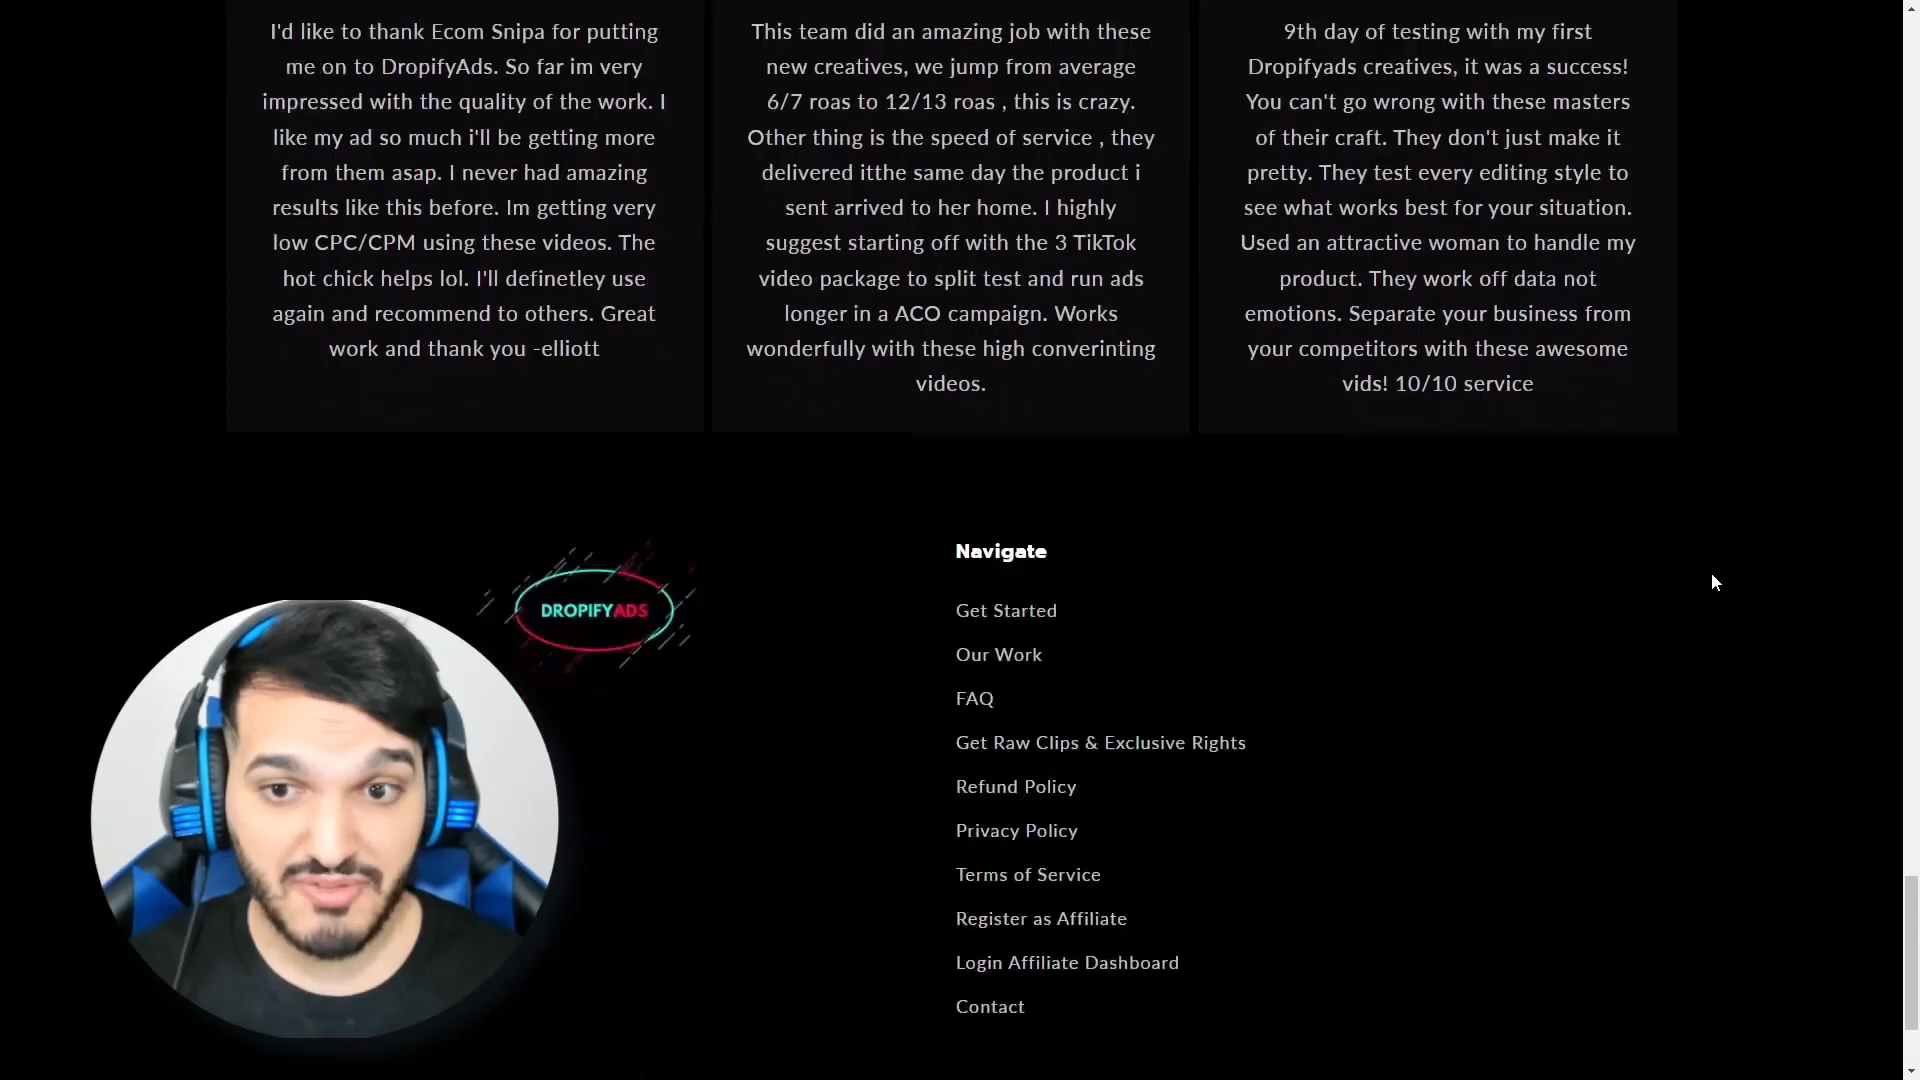 I'd like to thank Ecom Snipa for putting
me on to DropifyAds. So far im very
impressed with the quality of the work. I
like my ad so much i'll be getting more
from them asap. I never had amazing
results like this before. Im getting very
low CPC/CPM using these videos. The
hot chick helps lol. I'll definetley use
again and recommend to others. Great
work and thank you -elliott
This team did an amazing job with these
new creatives, we jump from average
6/7 roas to 12/13 roas , this is crazy.
Other thing is the speed of service , they
delivered itthe same day the product i
sent arrived to her home. I highly
suggest starting off with the 3 TikTok
video package to split test and run ads
longer in a ACO campaign. Works
wonderfully with these high converinting
videos.
9th day of testing with my first
Dropifyads creatives, it was a success!
You can't go wrong with these masters
of their craft. They don't just make it
pretty. They test every editing style to
see what works best for your situation.
Used an attractive woman to handle my
product. They work off data not
emotions. Separate your business from
your competitors with these awesome
vids! 10/10 service
DROPIFYADS
Navigate
Get Started
Our Work
FAQ
Get Raw Clips & Exclusive Rights
Refund Policy
Privacy Policy
Terms of Service
Register as Affiliate
Login Affiliate Dashboard
Contact